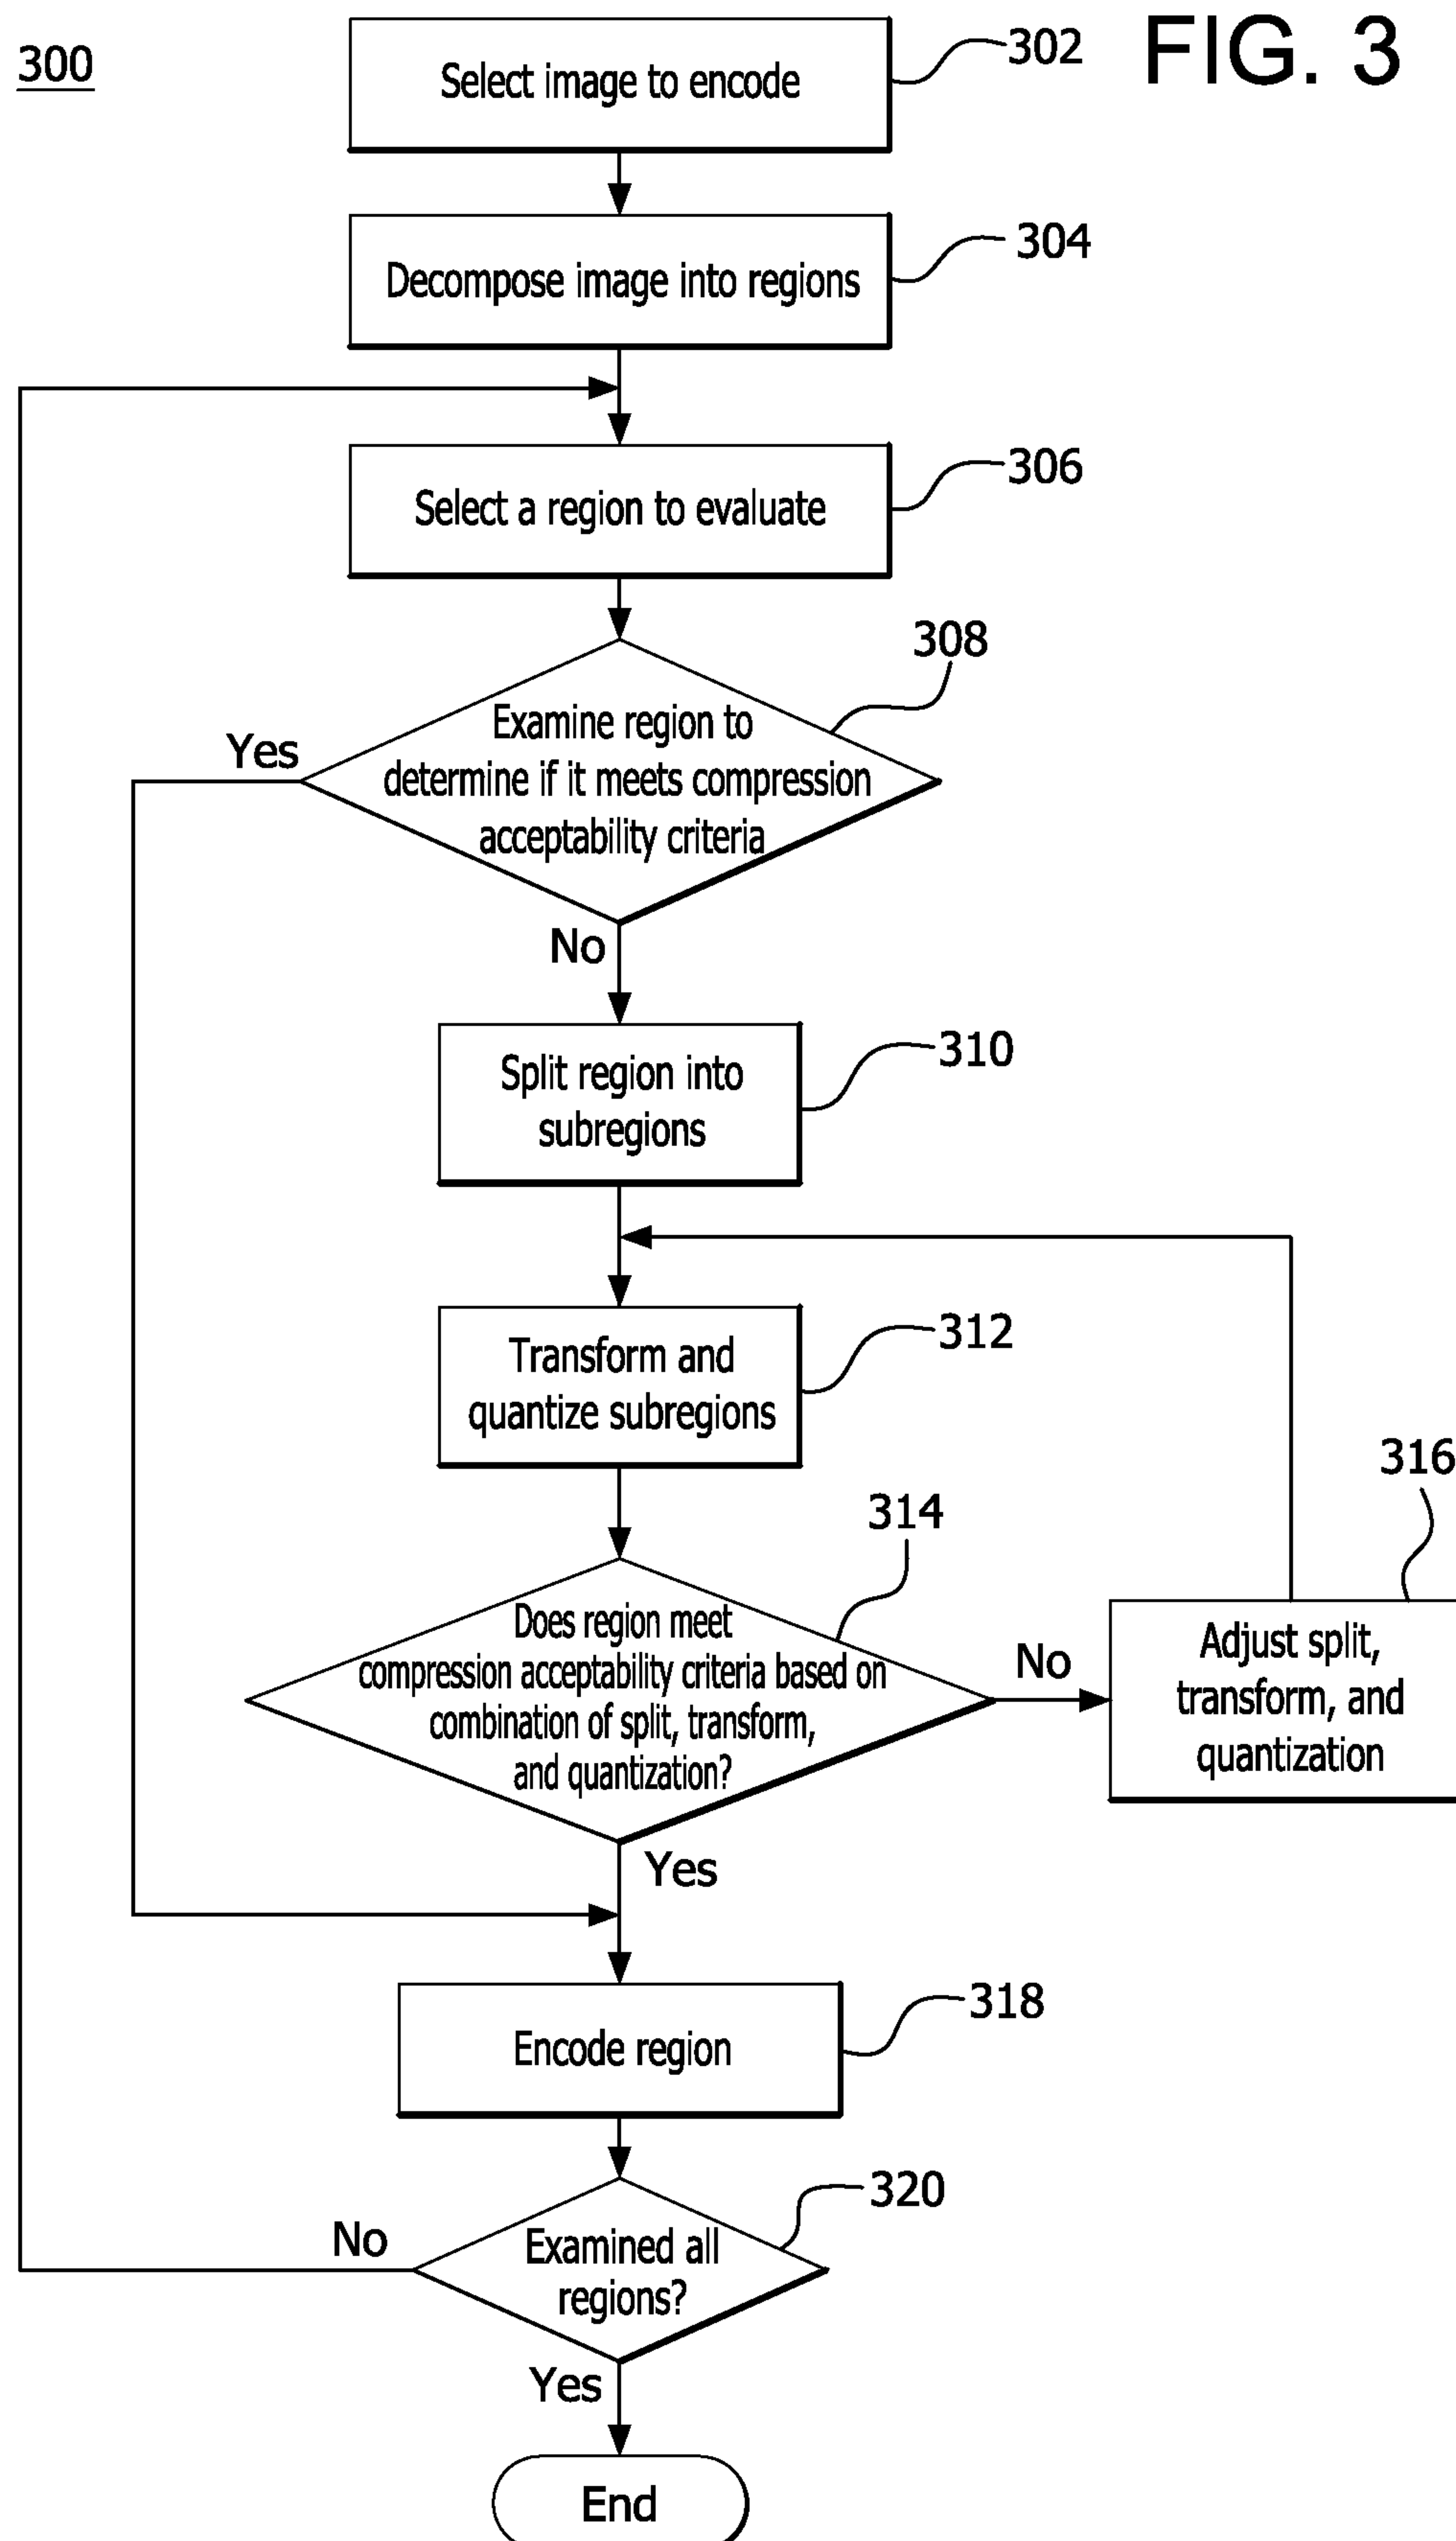 300
FIG. 3
Select image to encode
302
Decompose image into regions
304
Select a region to evaluate
306
308
Examine region to
determine if it meets compression
acceptability criteria
Yes
No
Split region into
subregions
310
Transform and
quantize subregions
312
314
Does region meet
compression acceptability criteria based on
combination of split, transform,
and quantization?
No
316
Adjust split,
transform, and
quantization
Yes
Encode region
318
320
Examined all
regions?
No
Yes
End